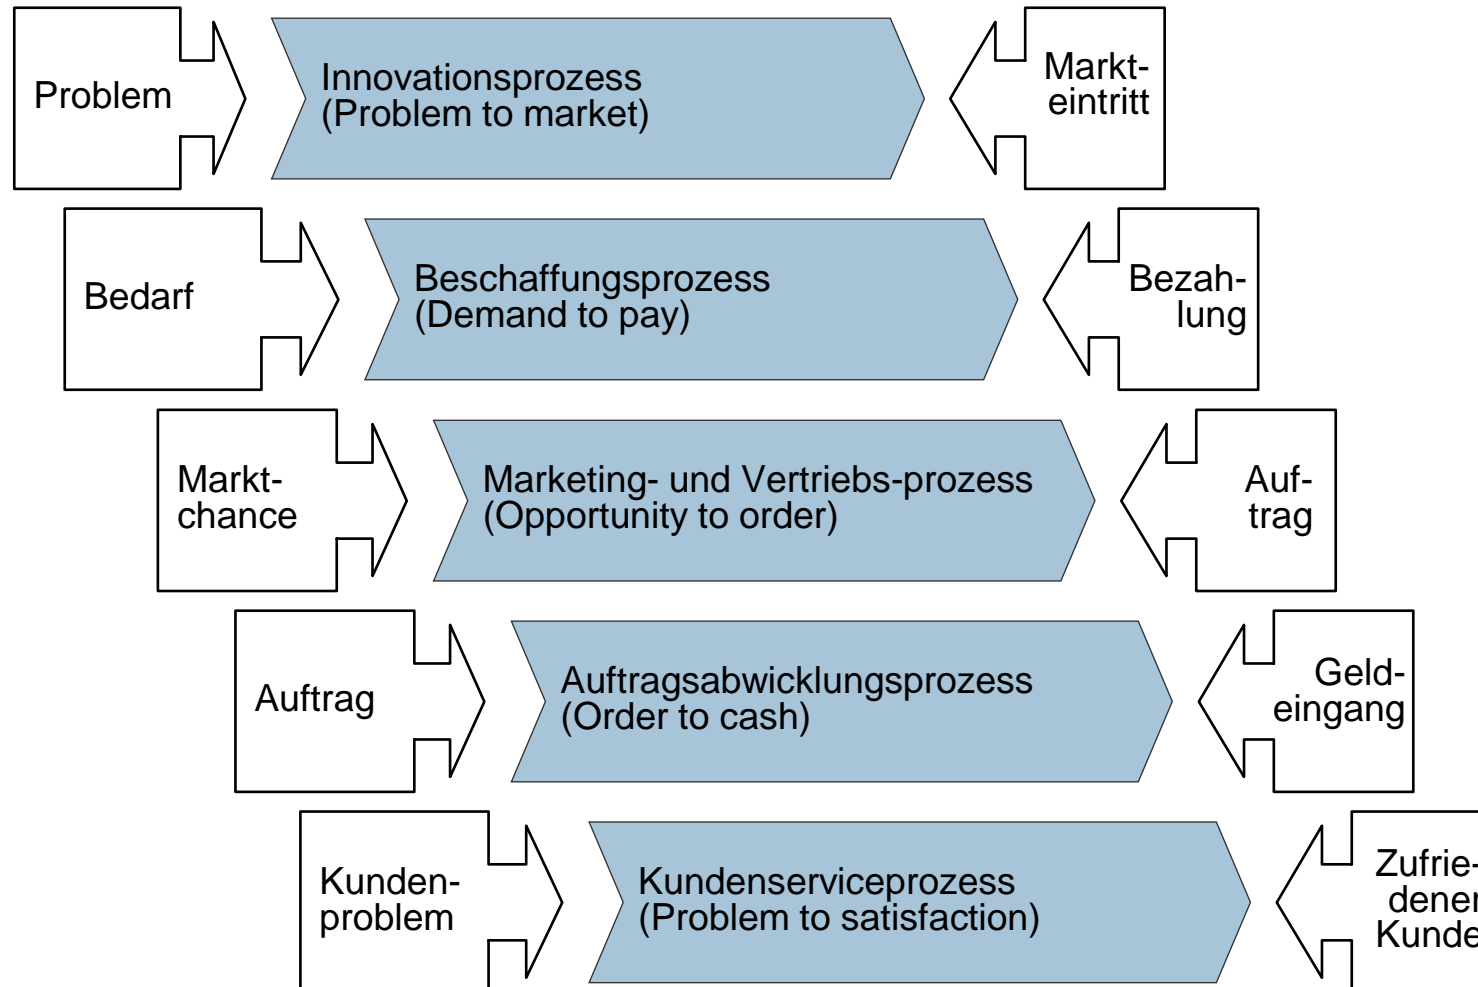 Problem
Innovationsprozess
(Problem to market)
Markt-
eintritt
Bedarf
Beschaffungsprozess
(Demand to pay)
Bezah-
lung
Markt-
chance
Marketing- und Vertriebs-prozess
(Opportunity to order)
Auf-
trag
Auftrag
Auftragsabwicklungsprozess
(Order to cash)
Geld-
eingang
Kunden-
problem
Kundenserviceprozess
(Problem to satisfaction)
Zufrie-
dener
Kunde